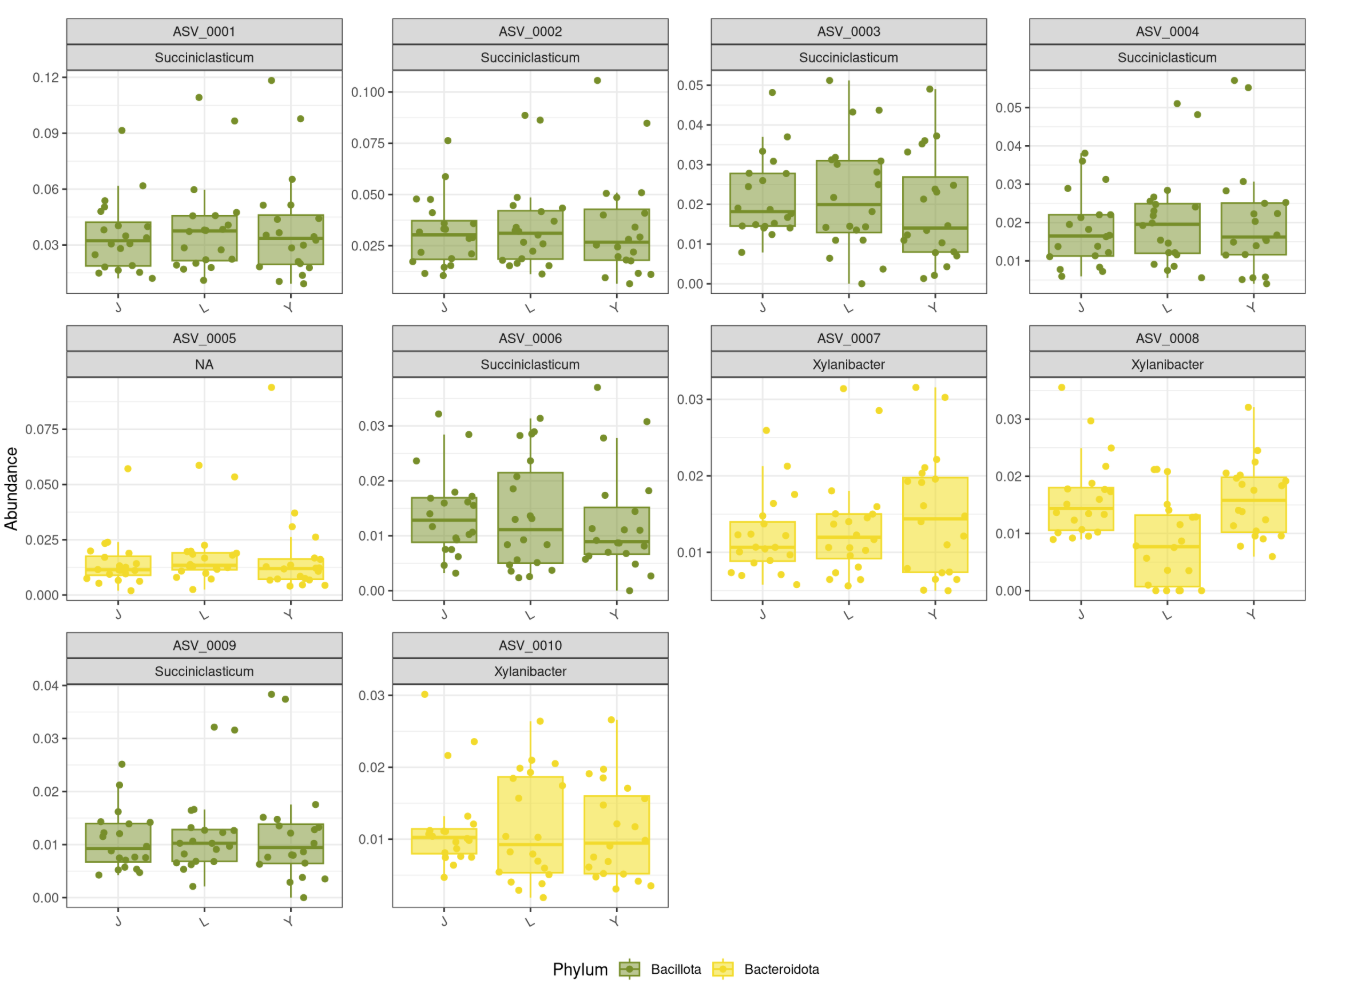 ASV_0001 ASV_0002 ASV_0003 ASV_0004
Succiniclasticum Succiniclasticum Succiniclasticum Succiniclasticum
0.12 0.09 0.06 0.03
0.100 0.075 0.050 0.025
0.05 0.04 0.03 0.02 0.01 0.00
0.05 0.04 0.03 0.02 0.01
J L Y J L Y J L Y J L Y
ASV_0005 ASV_0006 ASV_0007 ASV_0008
NA Succiniclasticum Xylanibacter Xylanibacter
0.075 0.050 0.025 0.000
0.03 0.02 0.01 0.00
0.03 0.02 0.01
0.03 0.02 0.01 0.00
J L Y J L Y J L Y J L Y
Abundance
ASV_0009 ASV_0010
Succiniclasticum Xylanibacter
0.04 0.03 0.02 0.01 0.00
0.03 0.02 0.01
J L Y J L Y
Phylum Bacillota Bacteroidota